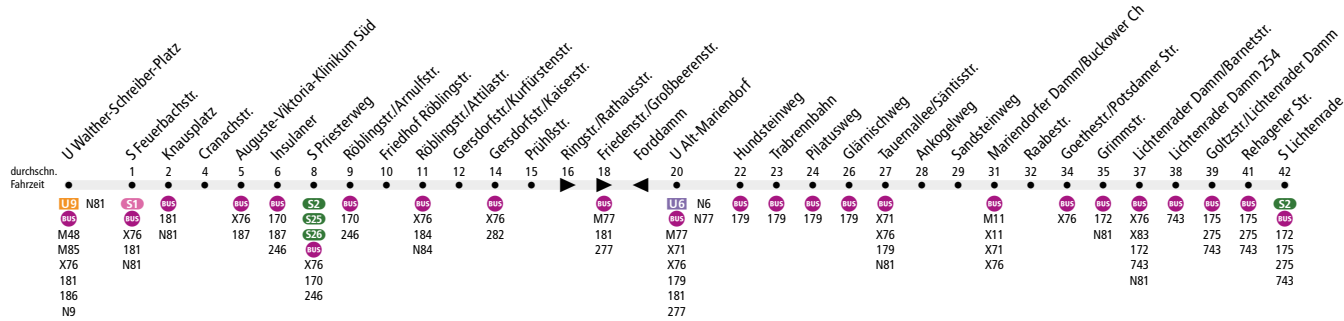 U Walther-Schreiber-Platz
S Feuerbachstr.
Knausplatz
Cranachstr.
Auguste-Viktoria-Klinikum Süd
Insulaner
S Priesterweg
Röblingstr./Arnulfstr.
Friedhof Röblingstr.
Röblingstr./Attilastr.
Gersdorfstr./Kurfürstenstr.
Gersdorfstr./Kaiserstr.
Prühßstr.
Ringstr./Rathausstr.
Friedenstr./Großbeerenstr.
Forddamm
U Alt-Mariendorf
Hundsteinweg
Trabrennbahn
Pilatusweg
Glärnischweg
Tauernallee/Säntisstr.
Ankogelweg
Sandsteinweg
Mariendorfer Damm/Buckower Ch
Raabestr.
Goethestr./Potsdamer Str.
Grimmstr.
Lichtenrader Damm/Barnetstr.
Lichtenrader Damm 254
Goltzstr/Lichtenrader Damm
Rehagener Str.
S Lichtenrade
durchschn.
Fahrzeit
1 2 4 5 6 8 9 10 11 12 14 15 16 18 20 22 23 24 26 27 28 29 31 32 34 35 37 38 39 41 42
U9 N81
BUS
M48
M85
X76
181
186
N9
S1
BUS
X76
181
N81
BUS
181
N81
BUS
X76
187
BUS
170
187
246
S2
S25
S26
BUS
X76
170
246
BUS
170
246
BUS
X76
184
N84
BUS
X76
282
BUS
M77
181
277
U6 N6
BUS N77
M77
X71
X76
179
181
277
BUS
179
BUS
179
BUS
179
BUS
179
BUS
X71
X76
179
N81
BUS
M11
X11
X71
X76
BUS
X76
BUS
172
N81
BUS
X76
X83
172
743
N81
BUS
743
BUS
175
275
743
BUS
175
275
743
S2
BUS
172
175
275
743